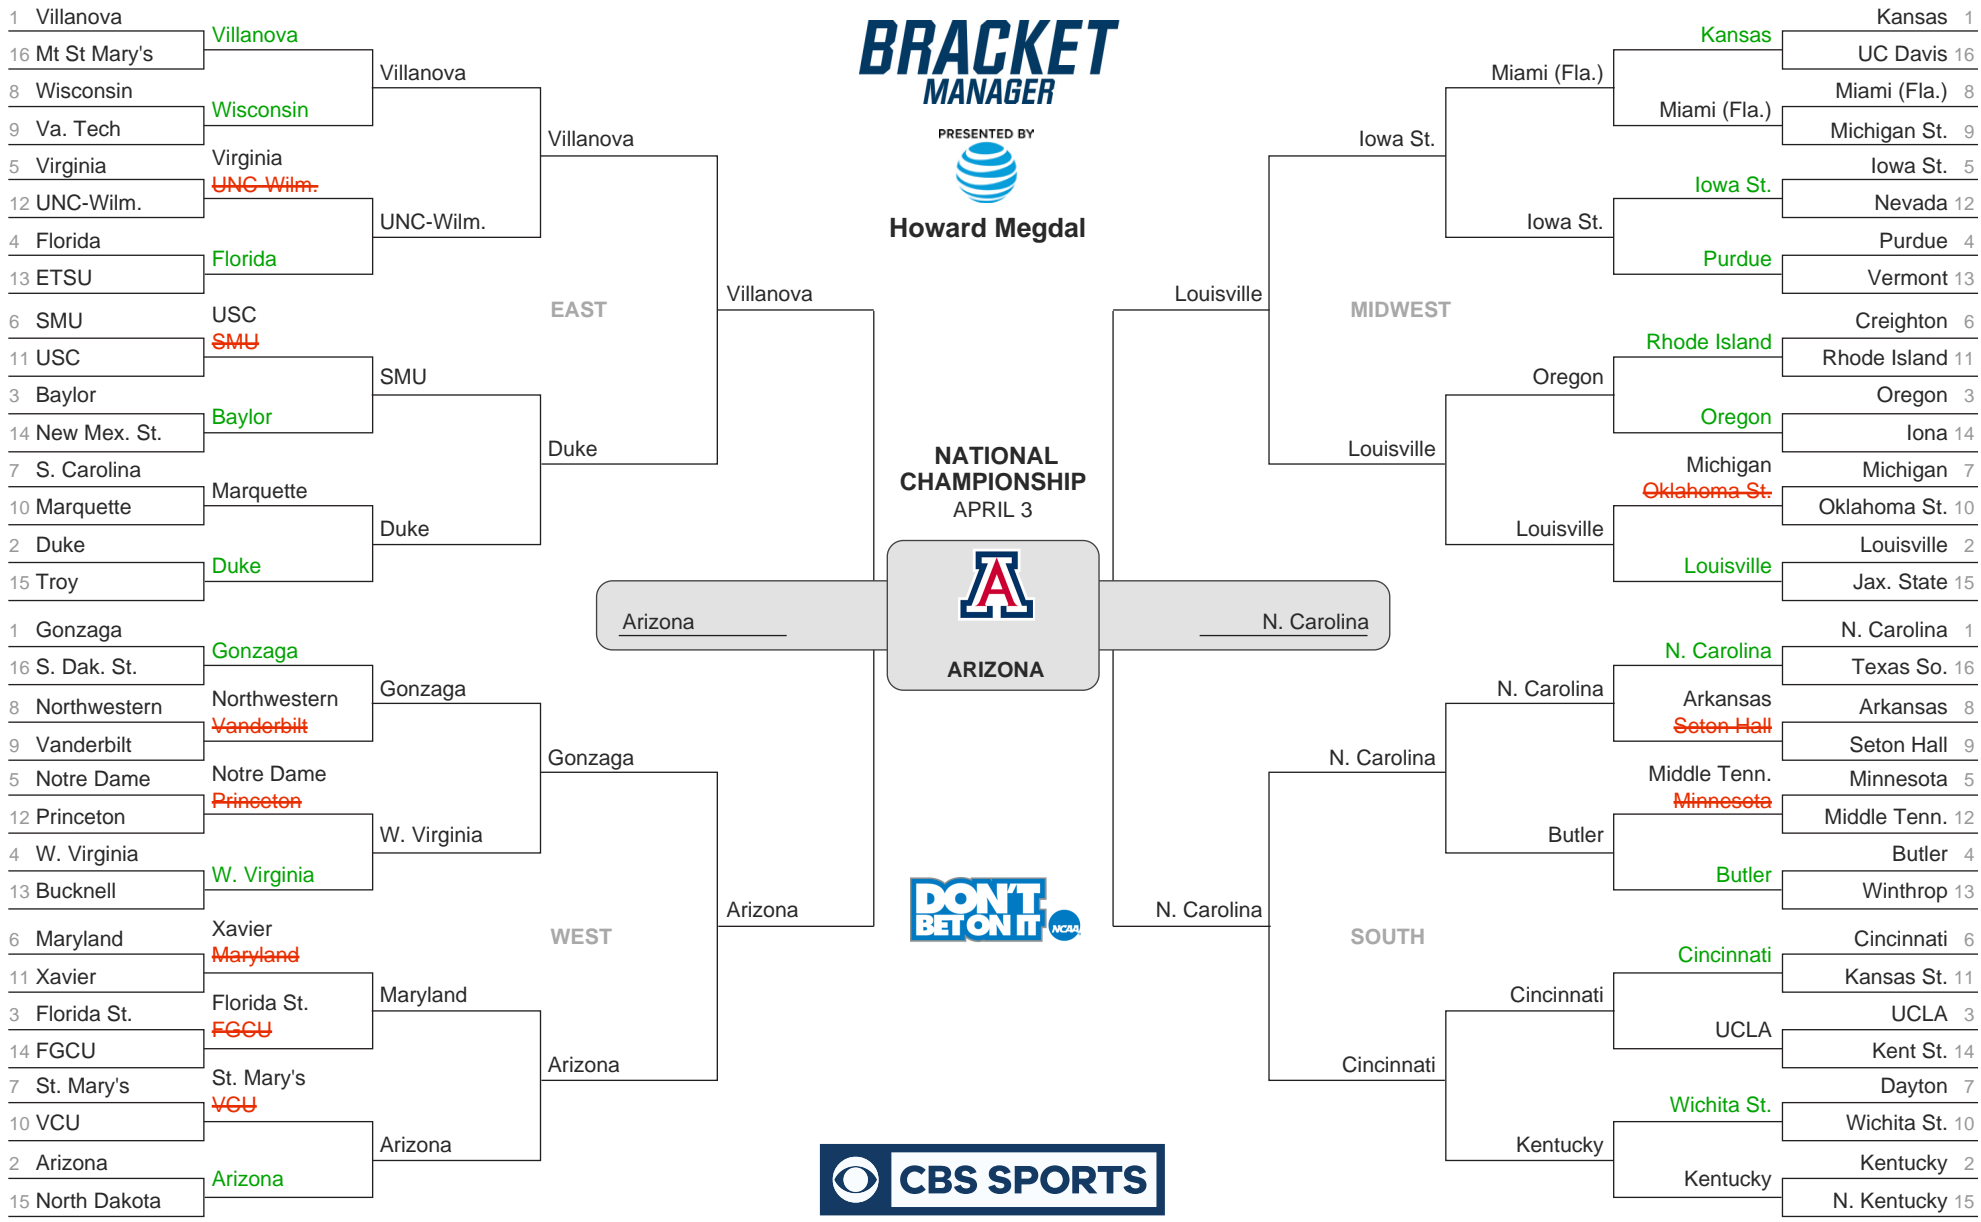 1 Villanova
16 Mt St Mary's
8 Wisconsin
9 Va. Tech
5 Virginia
12 UNC-Wilm.
4 Florida
13 ETSU
6 SMU
11 USC
3 Baylor
14 New Mex. St.
7 S. Carolina
10 Marquette
2 Duke
15 Troy
Villanova
Wisconsin
Virginia
UNC-Wilm.
Florida
USC
SMU
Baylor
Marquette
Duke
Villanova
UNC-Wilm.
SMU
Duke
Villanova
Duke
EAST
Villanova
1 Gonzaga
16 S. Dak. St.
8 Northwestern
9 Vanderbilt
5 Notre Dame
12 Princeton
4 W. Virginia
13 Bucknell
6 Maryland
11 Xavier
3 Florida St.
14 FGCU
7 St. Mary's
10 VCU
2 Arizona
15 North Dakota
Gonzaga
Northwestern
Vanderbilt
Notre Dame
Princeton
W. Virginia
Xavier
Maryland
Florida St.
FGCU
St. Mary's
VCU
Arizona
Gonzaga
W. Virginia
Maryland
Arizona
Gonzaga
Arizona
WEST
Arizona
BRACKET
MANAGER
PRESENTED BY
Howard Megdal
NATIONAL
CHAMPIONSHIP
APRIL 3
A
Arizona
ARIZONA
N. Carolina
DON'T
BET ON IT
NCAA
CBS SPORTS
Louisville
MIDWEST
Iowa St.
Louisville
Miami (Fla.)
Iowa St.
Oregon
Louisville
Kansas
Miami (Fla.)
Iowa St.
Purdue
Rhode Island
Oregon
Michigan
Oklahoma St.
Louisville
Kansas 1
UC Davis 16
Miami (Fla.) 8
Michigan St. 9
Iowa St. 5
Nevada 12
Purdue 4
Vermont 13
Creighton 6
Rhode Island 11
Oregon 3
Iona 14
Michigan 7
Oklahoma St. 10
Louisville 2
Jax. State 15
N. Carolina
SOUTH
N. Carolina
Cincinnati
N. Carolina
Butler
Cincinnati
Kentucky
N. Carolina
Arkansas
Seton Hall
Middle Tenn.
Minnesota
Butler
Cincinnati
UCLA
Wichita St.
Kentucky
N. Carolina 1
Texas So. 16
Arkansas 8
Seton Hall 9
Minnesota 5
Middle Tenn. 12
Butler 4
Winthrop 13
Cincinnati 6
Kansas St. 11
UCLA 3
Kent St. 14
Dayton 7
Wichita St. 10
Kentucky 2
N. Kentucky 15